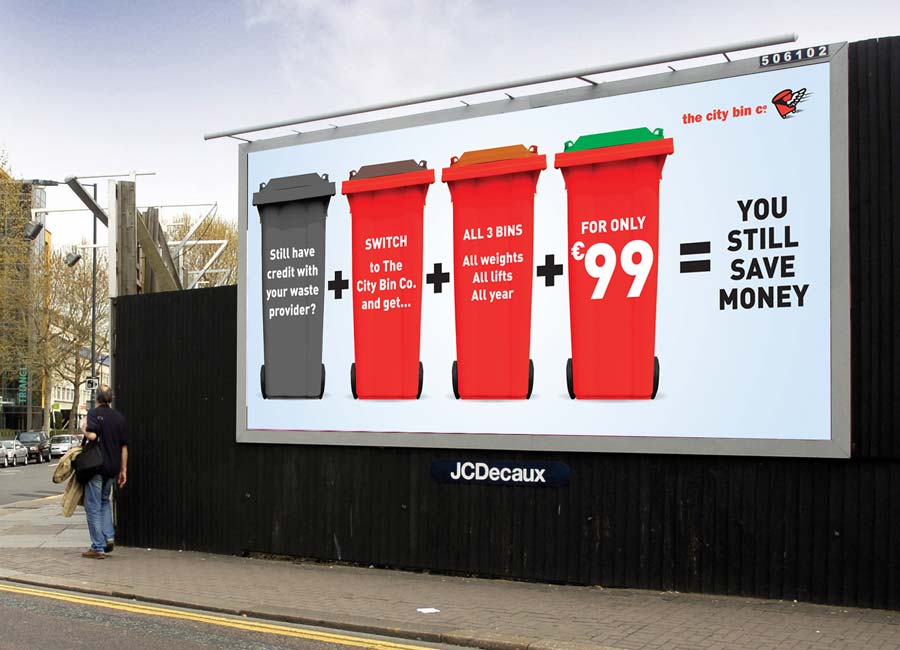 506102
the city bin co.
Still have
credit with
your waste
provider?
+
SWITCH
to The
City Bin Co.
and get...
+
ALL 3 BINS
All weights
All lifts
All year
+
FOR ONLY
€99
=
YOU
STILL
SAVE
MONEY
JCDecaux
TRIANGLE